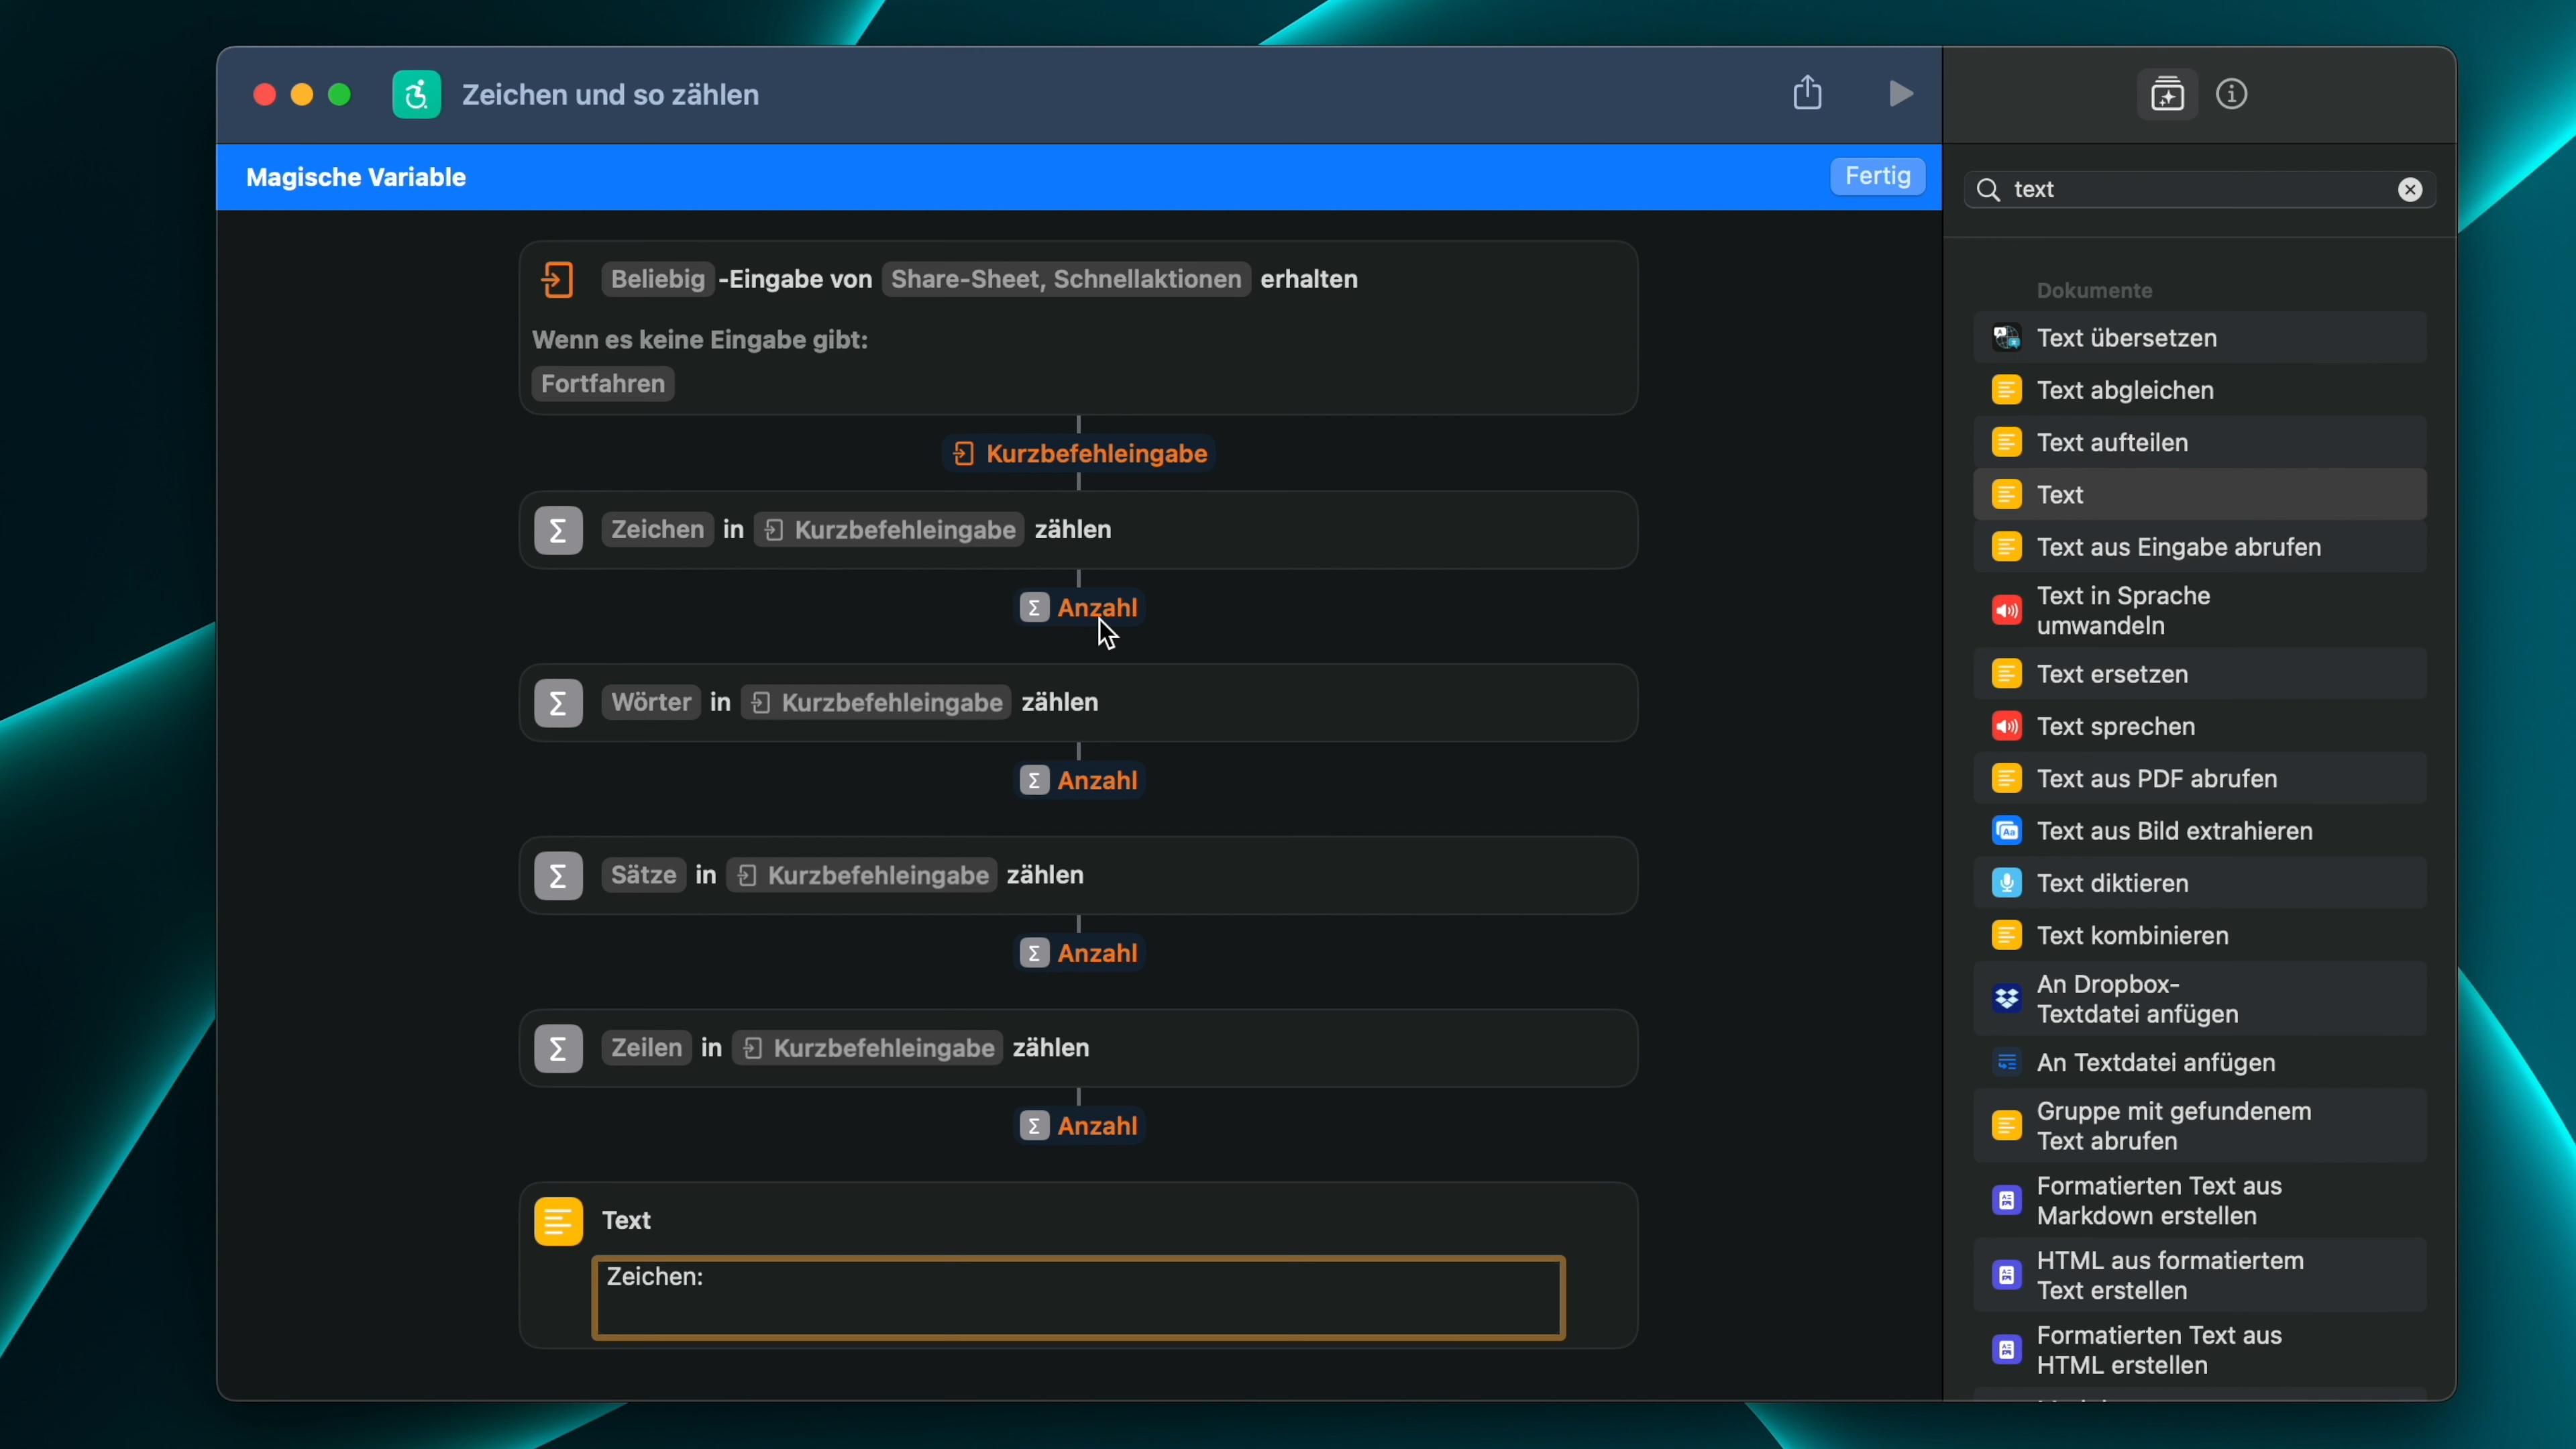 Zeichen und so zählen
Magische Variable
Fertig
Beliebig -Eingabe von Share-Sheet, Schnellaktionen erhalten
Wenn es keine Eingabe gibt:
Fortfahren
Kurzbefehleingabe
Zeichen in Kurzbefehleingabe zählen
Anzahl
Wörter in Kurzbefehleingabe zählen
Anzahl
Sätze in Kurzbefehleingabe zählen
Anzahl
Zeilen in Kurzbefehleingabe zählen
Anzahl
Text
Zeichen:
text
Dokumente
Text übersetzen
Text abgleichen
Text aufteilen
Text
Text aus Eingabe abrufen
Text in Sprache
umwandeln
Text ersetzen
Text sprechen
Text aus PDF abrufen
Text aus Bild extrahieren
Text diktieren
Text kombinieren
An Dropbox-
Textdatei anfügen
An Textdatei anfügen
Gruppe mit gefundenem
Text abrufen
Formatierten Text aus
Markdown erstellen
HTML aus formatiertem
Text erstellen
Formatierten Text aus
HTML erstellen